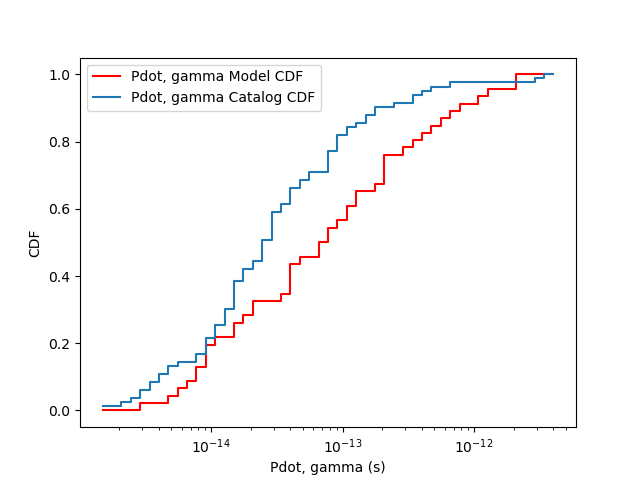 Pdot, gamma Model CDF
Pdot, gamma Catalog CDF
1.0
0.8
0.6
0.4
0.2
0.0
CDF
10⁻¹⁴ 10⁻¹³ 10⁻¹²
Pdot, gamma (s)